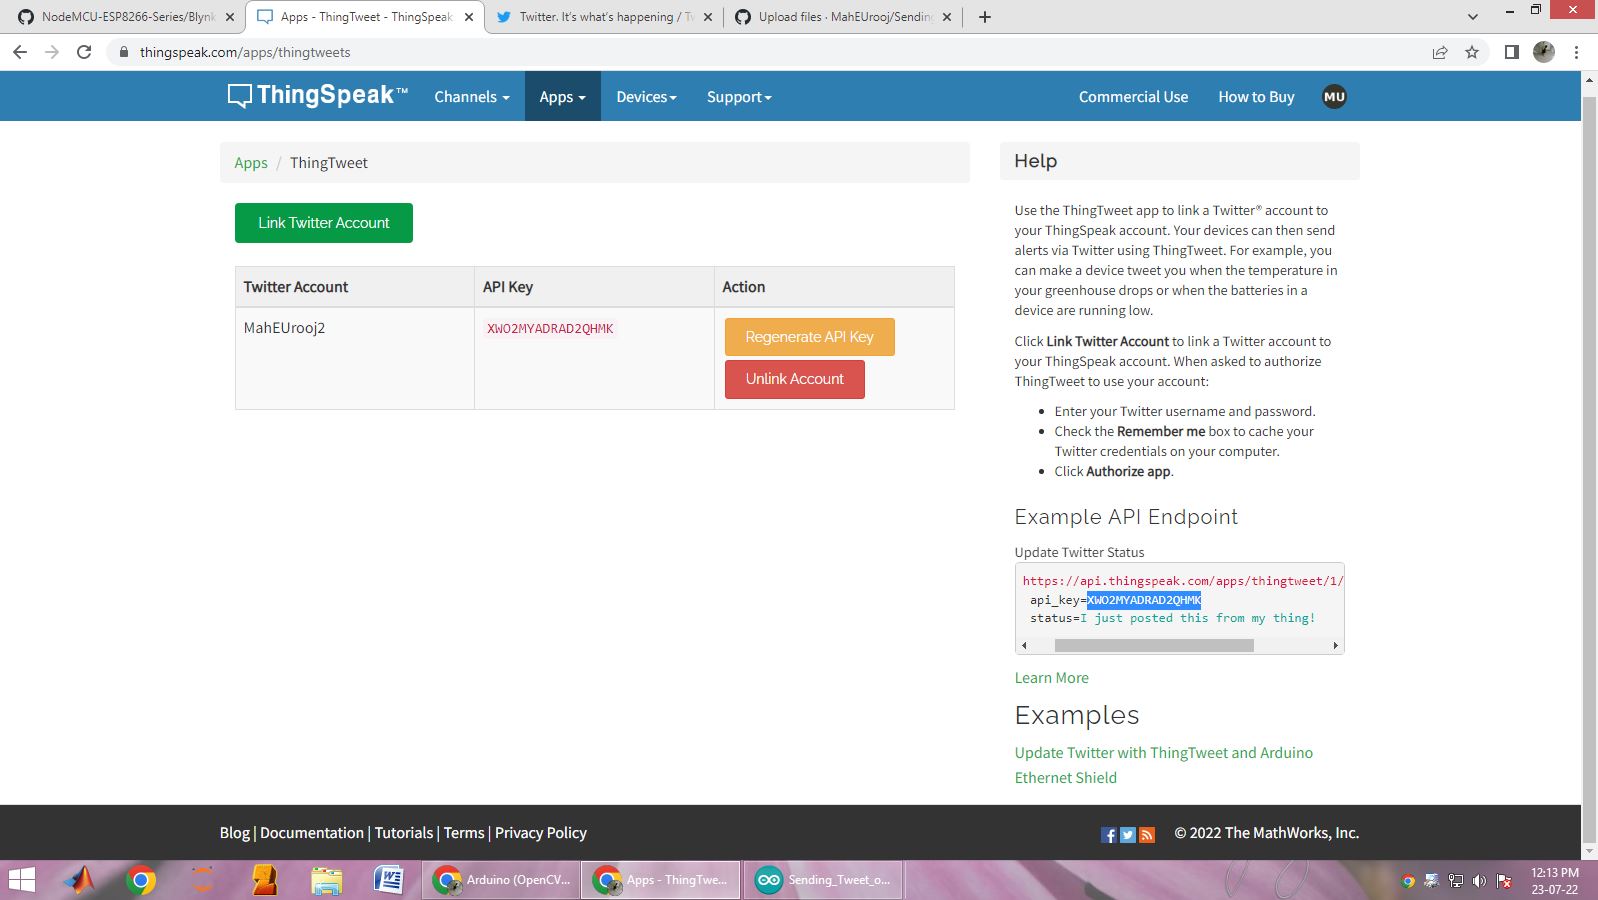 NodeMCU-ESP8266-Series/Blynk
Apps - ThingTweet - ThingSpeak
Twitter. It's what's happening / Tw
Upload files · MahEUrooj/Sending
thingspeak.com/apps/thingtweets
ThingSpeak™
Channels
Apps
Devices
Support
Commercial Use
How to Buy
MU
Apps / ThingTweet
Link Twitter Account
Twitter Account
API Key
Action
MahEUrooj2
XWO2MYADRAD2QHMK
Regenerate API Key
Unlink Account
Help
Use the ThingTweet app to link a Twitter® account to
your ThingSpeak account. Your devices can then send
alerts via Twitter using ThingTweet. For example, you
can make a device tweet you when the temperature in
your greenhouse drops or when the batteries in a
device are running low.
Click Link Twitter Account to link a Twitter account to
your ThingSpeak account. When asked to authorize
ThingTweet to use your account:
• Enter your Twitter username and password.
• Check the Remember me box to cache your
Twitter credentials on your computer.
• Click Authorize app.
Example API Endpoint
Update Twitter Status
https://api.thingspeak.com/apps/thingtweet/1/
api_key=XWO2MYADRAD2QHMK
status=I just posted this from my thing!
Learn More
Examples
Update Twitter with ThingTweet and Arduino
Ethernet Shield
Blog | Documentation | Tutorials | Terms | Privacy Policy
© 2022 The MathWorks, Inc.
Arduino (OpenCV...
Apps - ThingTwe...
Sending_Tweet_o...
12:13 PM
23-07-22